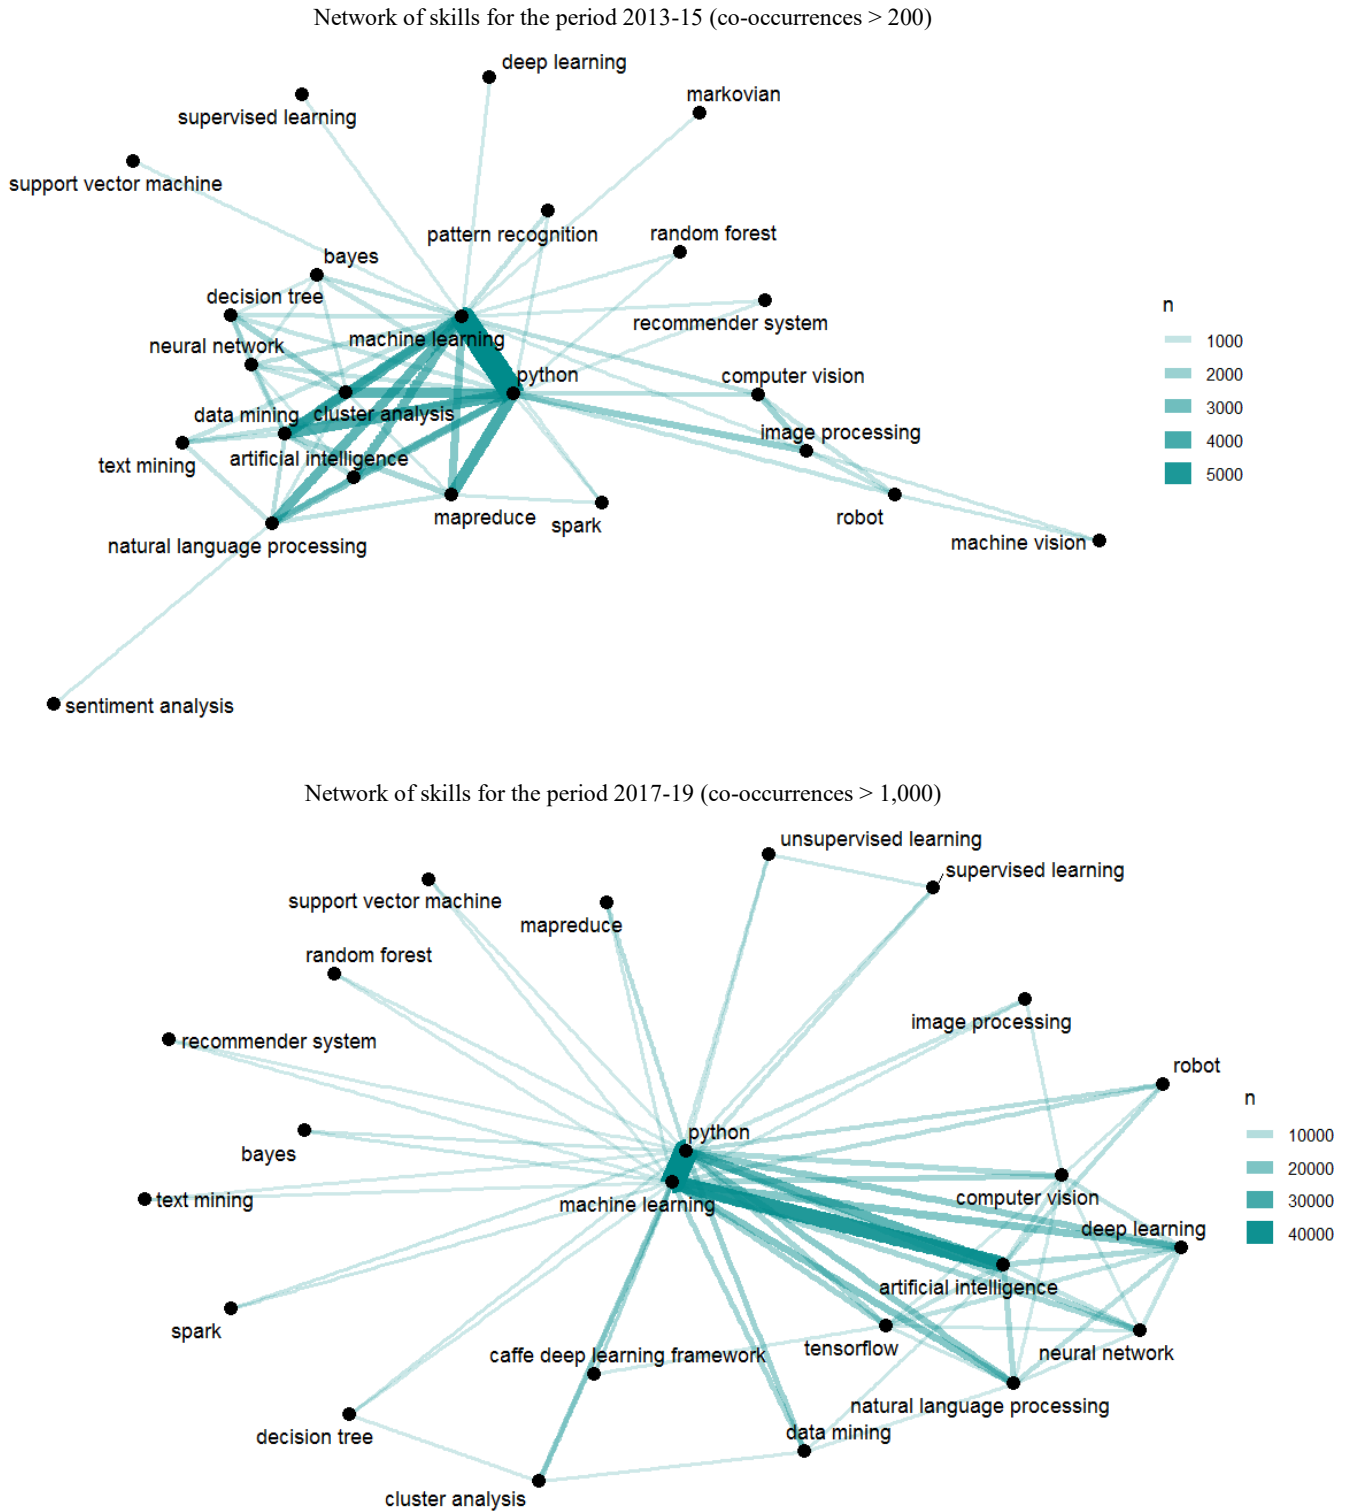 Network of skills for the period 2013-15 (co-occurrences > 200)
deep learning
markovian
supervised learning
support vector machine
pattern recognition
random forest
bayes
decision tree
recommender system
machine learning
neural network
python
computer vision
data mining
cluster analysis
image processing
text mining
artificial intelligence
mapreduce
spark
robot
machine vision
natural language processing
sentiment analysis
n
1000
2000
3000
4000
5000
Network of skills for the period 2017-19 (co-occurrences > 1,000)
unsupervised learning
supervised learning
support vector machine
mapreduce
random forest
image processing
recommender system
robot
python
bayes
computer vision
text mining
machine learning
deep learning
artificial intelligence
spark
tensorflow
caffe deep learning framework
neural network
natural language processing
data mining
decision tree
cluster analysis
n
10000
20000
30000
40000